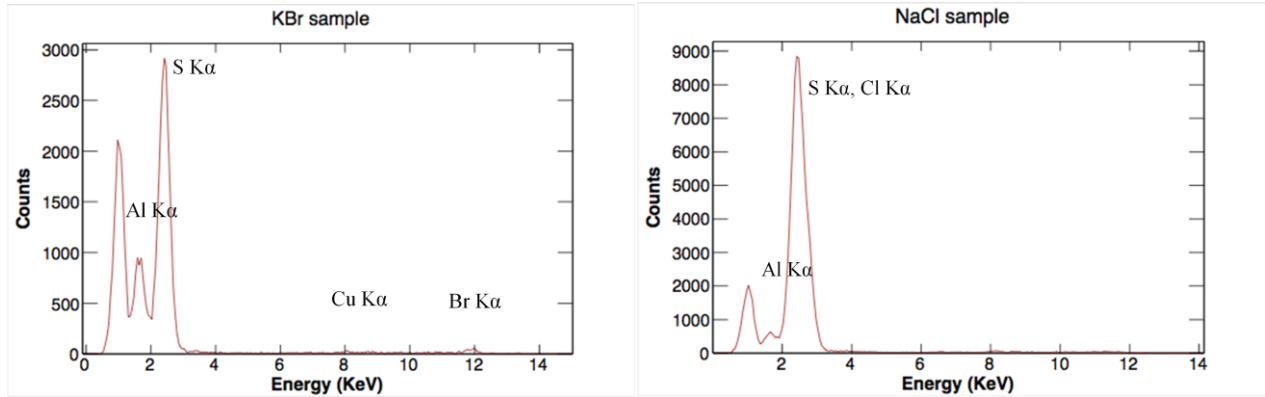 KBr sample
3000
2500
2000
1500
1000
500
0
Counts
S Kα
Al Kα
Cu Kα
Br Kα
0 2 4 6 8 10 12 14
Energy (KeV)
NaCl sample
9000
8000
7000
6000
5000
4000
3000
2000
1000
0
Counts
S Kα, Cl Kα
Al Kα
2 4 6 8 10 12 14
Energy (KeV)